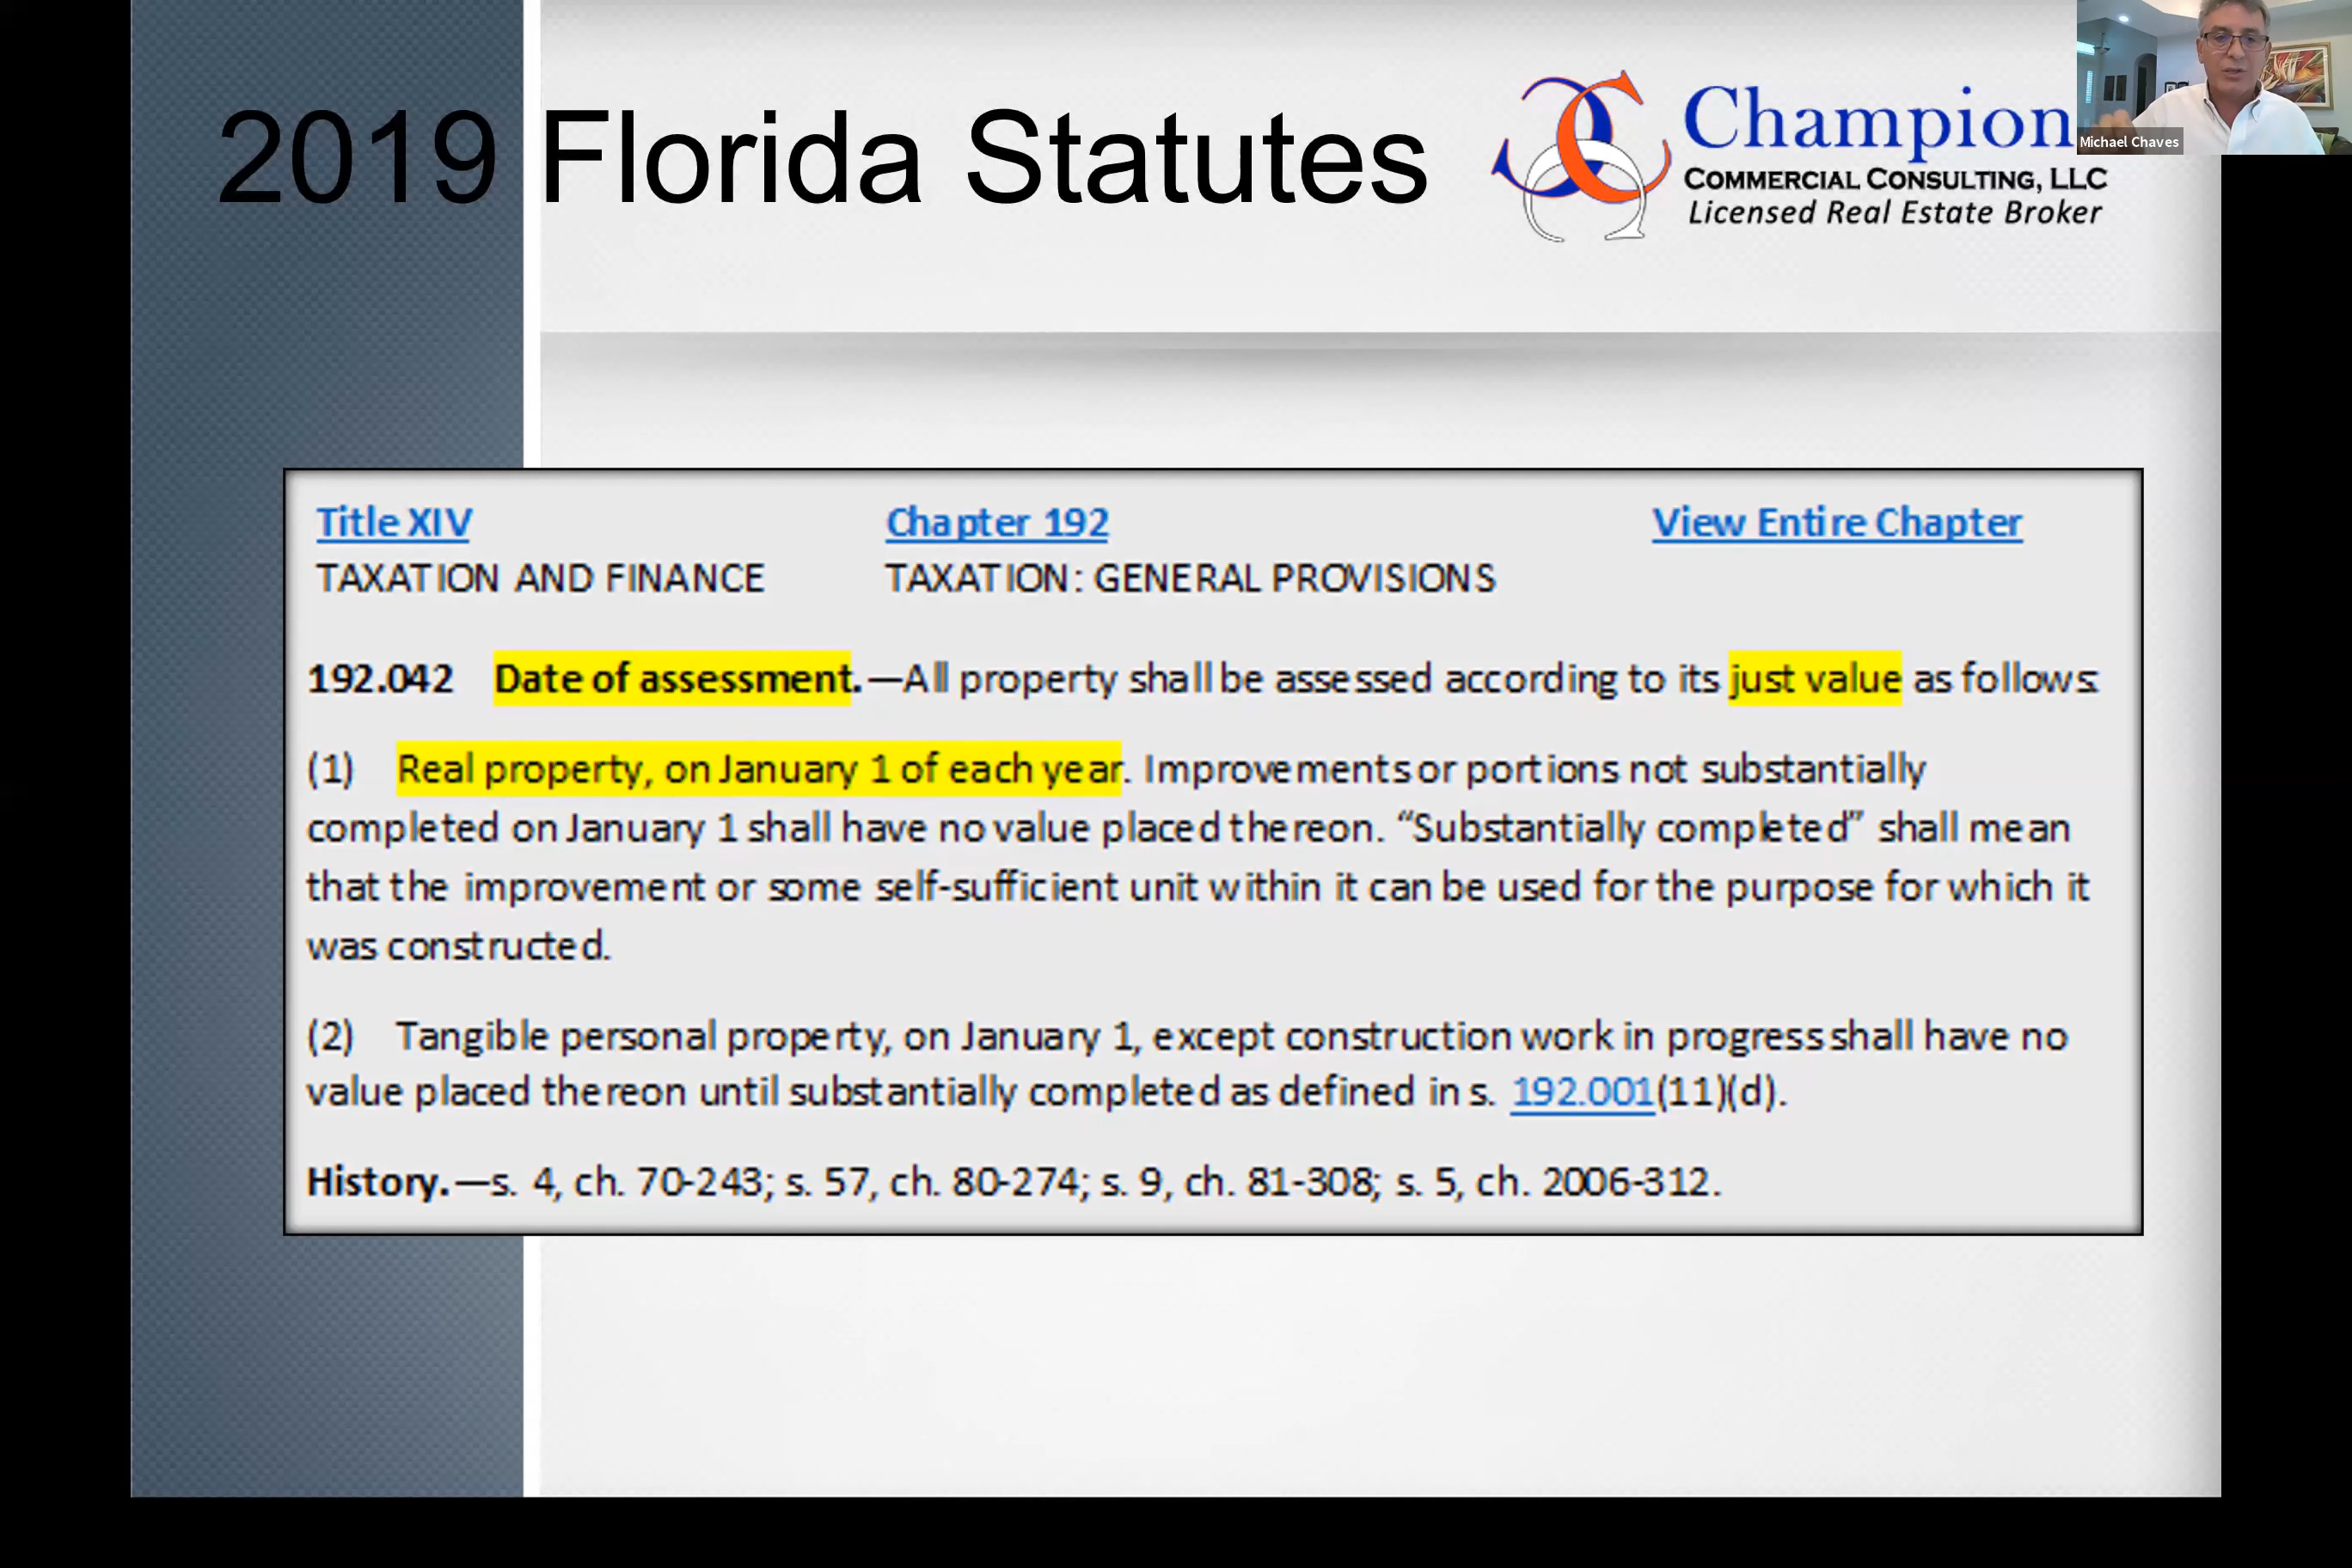 2019 Florida Statutes
Champion
COMMERCIAL CONSULTING, LLC
Licensed Real Estate Broker
Michael Chaves
Title XIV Chapter 192 View Entire Chapter
TAXATION AND FINANCE TAXATION: GENERAL PROVISIONS
192.042 Date of assessment.—All property shall be assessed according to its just value as follows:
(1) Real property, on January 1 of each year. Improvements or portions not substantially
completed on January 1 shall have no value placed thereon. “Substantially completed” shall mean
that the improvement or some self-sufficient unit within it can be used for the purpose for which it
was constructed.
(2) Tangible personal property, on January 1, except construction work in progress shall have no
value placed thereon until substantially completed as defined in s. 192.001(11)(d).
History.—s. 4, ch. 70-243; s. 57, ch. 80-274; s. 9, ch. 81-308; s. 5, ch. 2006-312.